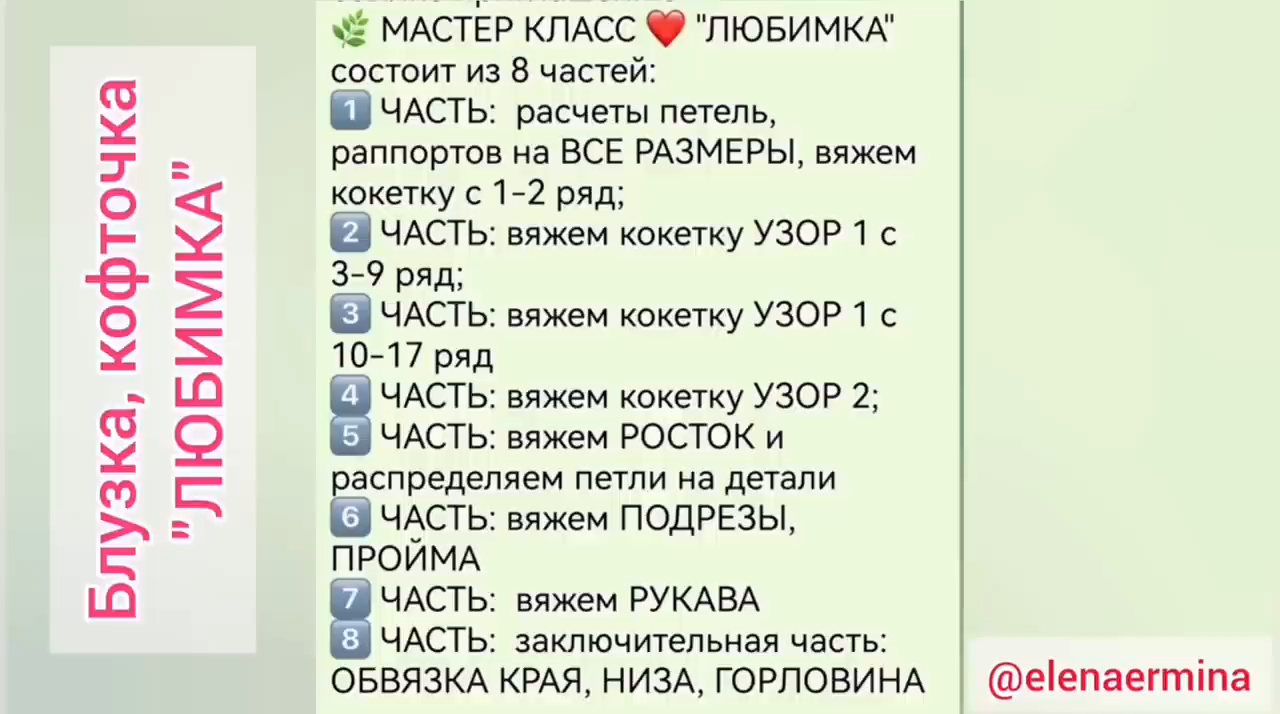 Блузка, кофточка
"ЛЮБИМКА"
🌿 МАСТЕР КЛАСС ❤️ "ЛЮБИМКА"
состоит из 8 частей:
1 ЧАСТЬ: расчеты петель,
раппортов на ВСЕ РАЗМЕРЫ, вяжем
кокетку с 1-2 ряд;
2 ЧАСТЬ: вяжем кокетку УЗОР 1 с
3-9 ряд;
3 ЧАСТЬ: вяжем кокетку УЗОР 1 с
10-17 ряд
4 ЧАСТЬ: вяжем кокетку УЗОР 2;
5 ЧАСТЬ: вяжем РОСТОК и
распределяем петли на детали
6 ЧАСТЬ: вяжем ПОДРЕЗЫ,
ПРОЙМА
7 ЧАСТЬ: вяжем РУКАВА
8 ЧАСТЬ: заключительная часть:
ОБВЯЗКА КРАЯ, НИЗА, ГОРЛОВИНА
@elenaermina